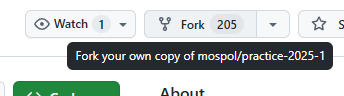 Watch 1
Fork 205
Fork your own copy of mospol/practice-2025-1
About